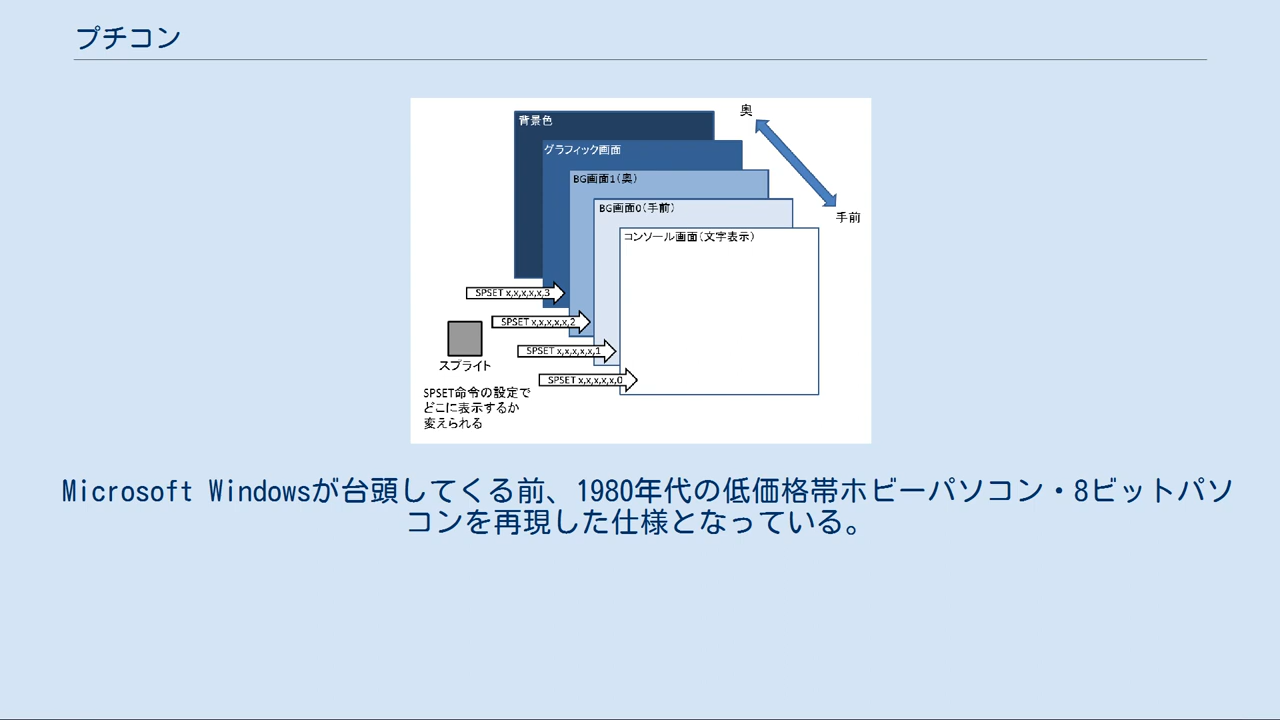 プチコン
奥
背景色
グラフィック画面
BG画面1(奥)
BG画面0(手前)
手前
コンソール画面(文字表示)
SPSET x,x,x,x,x,3
SPSET x,x,x,x,x,2
SPSET x,x,x,x,x,1
スプライト
SPSET x,x,x,x,x,0
SPSET命令の設定で
どこに表示するか
変えられる
Microsoft Windowsが台頭してくる前、1980年代の低価格帯ホビーパソコン・8ビットパソ
コンを再現した仕様となっている。